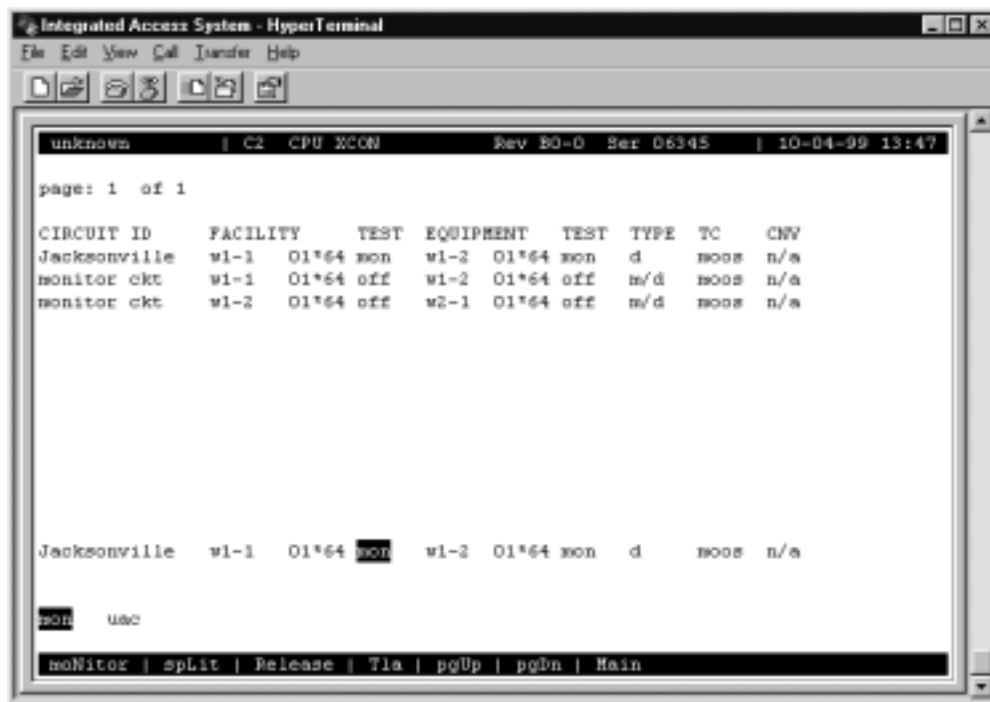 Integrated Access System - HyperTerminal
File Edit View Call Transfer Help
unknown | C2 CPU XCON Rev B0-0 Ser 06345 | 10-04-99 13:47
page: 1 of 1
CIRCUIT ID FACILITY TEST EQUIPMENT TEST TYPE TC CNV
Jacksonville w1-1 01*64 mon w1-2 01*64 mon d moos n/a
monitor ckt w1-1 01*64 off w1-2 01*64 off m/d moos n/a
monitor ckt w1-2 01*64 off w2-1 01*64 off m/d moos n/a
Jacksonville w1-1 01*64 mon w1-2 01*64 mon d moos n/a
mon uac
moNitor | spLit | Release | Tla | pgUp | pgDn | Main